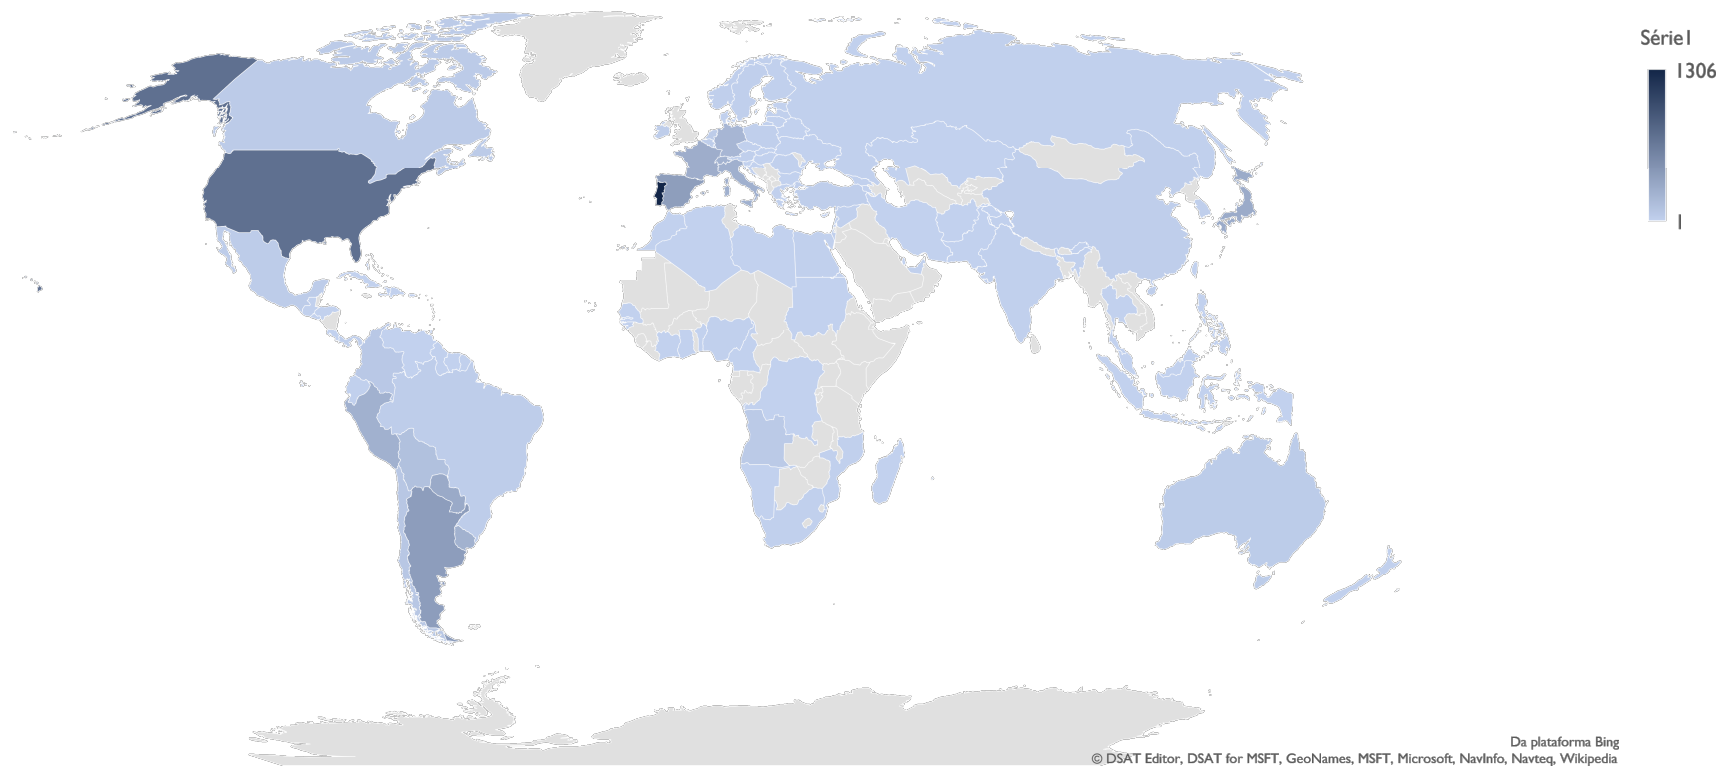 Série1
1306
1
Da plataforma Bing
© DSAT Editor, DSAT for MSFT, GeoNames, MSFT, Microsoft, NavInfo, Navteq, Wikipedia